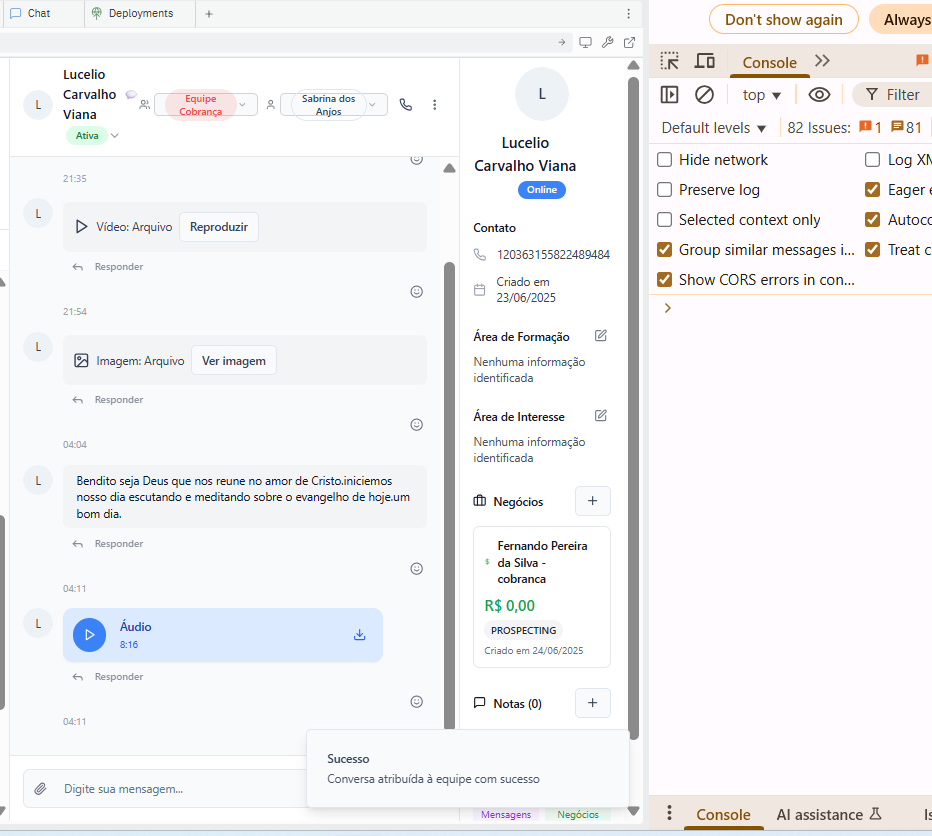 Chat
Deployments
Lucelio
Carvalho
Viana
L
Ativa
Equipe
Cobrança
Sabrina dos
Anjos
21:35
L
Vídeo: Arquivo
Reproduzir
Responder
21:54
L
Imagem: Arquivo
Ver imagem
Responder
04:04
L
Bendito seja Deus que nos reune no amor de Cristo.iniciemos
nosso dia escutando e meditando sobre o evangelho de hoje.um
bom dia.
Responder
04:11
L
Áudio
8:16
Responder
04:11
Digite sua mensagem...
L
Lucelio
Carvalho Viana
Online
Contato
120363155822489484
Criado em
23/06/2025
Área de Formação
Nenhuma informação
identificada
Área de Interesse
Nenhuma informação
identificada
Negócios
Fernando Pereira
$ da Silva -
cobranca
R$ 0,00
PROSPECTING
Criado em 24/06/2025
Notas (0)
Sucesso
Conversa atribuída à equipe com sucesso
Mensagens
Negócios
Don't show again
Always
Console
top
Filter
Default levels
82 Issues:
1
81
Hide network
Log XM
Preserve log
Eager e
Selected context only
Autoco
Group similar messages i...
Treat c
Show CORS errors in con...
Console
AI assistance
Is